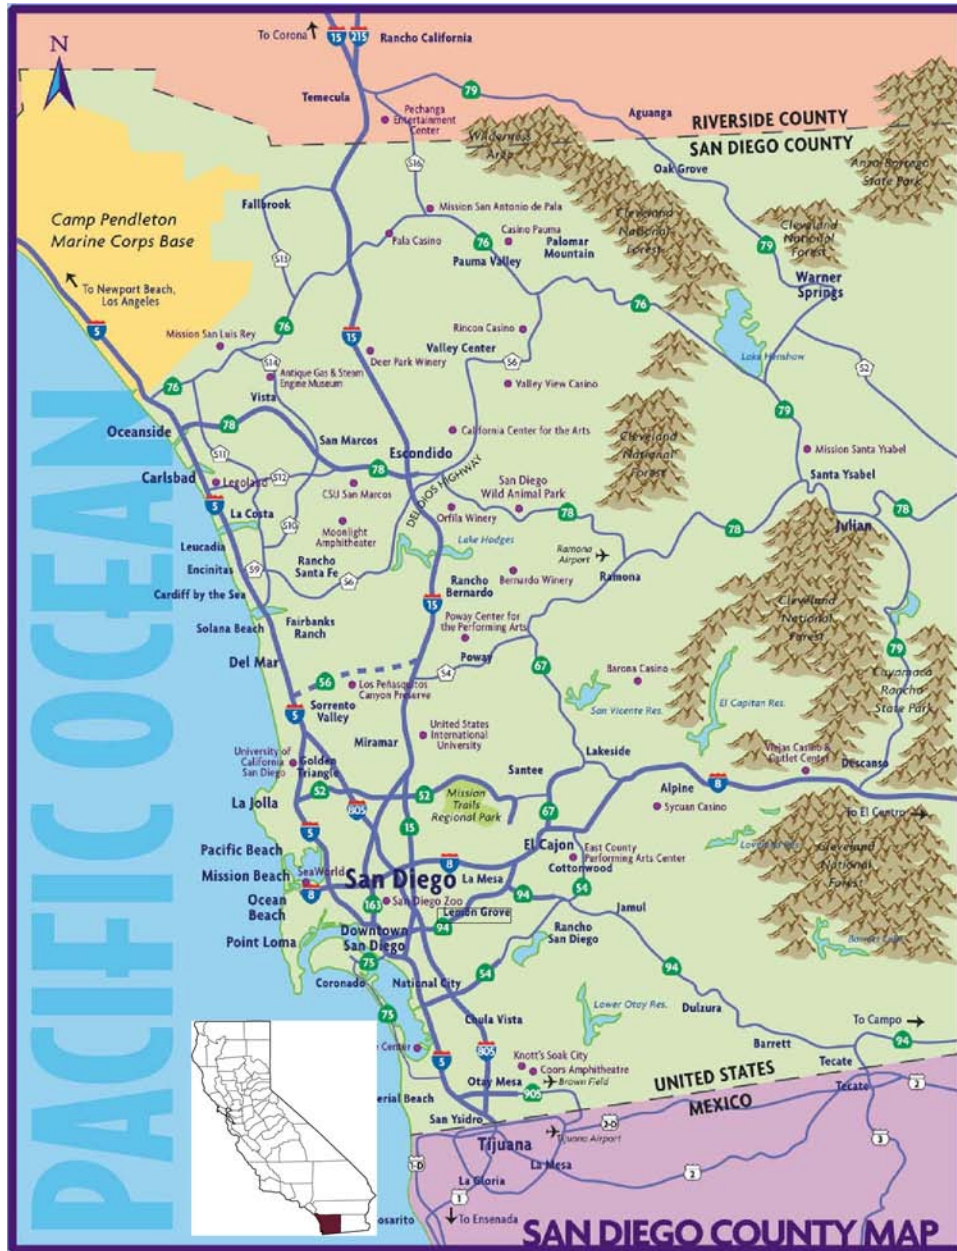 N
To Corona
15
215
Rancho California
79
Temecula
Pechanga
Entertainment
Center
Aguanga
RIVERSIDE COUNTY
SAN DIEGO COUNTY
Wilderness
Area
S16
Oak Grove
Anza Borrego
State Park
Camp Pendleton
Marine Corps Base
Fallbrook
Mission San Antonio de Pala
Cleveland
National
Forest
Cleveland
National
Forest
Pala Casino
76
Casino Pauma
Palomar
Mountain
Pauma Valley
79
Warner
Springs
To Newport Beach,
Los Angeles
S15
5
76
76
Mission San Luis Rey
15
Rincon Casino
Valley Center
Lake Henshaw
S14
Deer Park Winery
S6
S2
Antique Gas & Steam
Engine Museum
Valley View Casino
76
Vista
79
Oceanside
78
San Marcos
California Center for the Arts
Cleveland
National
Forest
Escondido
Mission Santa Ysabel
S11
78
DEL DIOS HIGHWAY
Carlsbad
Legoland
S12
CSU San Marcos
San Diego
Wild Animal Park
Santa Ysabel
5
La Costa
S10
Orfila Winery
78
78
78
Julian
Moonlight
Amphitheater
Leucadia
Lake Hodges
Ramona
Airport
Encinitas
S9
Rancho
Santa Fe
S6
Rancho
Bernardo
Bernardo Winery
Ramona
Cardiff by the Sea
15
Cleveland
National
Forest
Solana Beach
Fairbanks
Ranch
Poway Center for
the Performing Arts
Del Mar
Poway
67
79
56
S4
Barona Casino
Los Peñasquitos
Canyon Preserve
Cuyamaca
Rancho
State Park
5
Sorrento
Valley
San Vicente Res.
El Capitan Res.
United States
International
University
Miramar
Lakeside
Viejas Casino &
Outlet Center
University of
California
San Diego
Golden
Triangle
Santee
Descanso
8
52
52
Mission
Trails
Regional Park
Alpine
La Jolla
805
67
Sycuan Casino
To El Centro
5
15
Pacific Beach
El Cajon
East County
Performing Arts Center
Loveland Res.
Cleveland
National
Forest
Mission Beach
SeaWorld
San Diego
8
La Mesa
Cottonwood
8
Ocean
Beach
163
San Diego Zoo
94
54
Lemon Grove
Jamul
Point Loma
Downtown
San Diego
94
Rancho
San Diego
Barrett Lake
75
54
94
Coronado
National City
75
Lower Otay Res.
Dulzura
Chula Vista
To Campo
94
e Center
5
805
Knott's Soak City
Coors Amphitheatre
Barrett
Tecate
Otay Mesa
Brown Field
UNITED STATES
MEXICO
Tecate
2
erial Beach
905
San Ysidro
2-D
Tijuana
Tijuana Airport
3
1-D
La Mesa
2
La Gloria
1
osarito
To Ensenada
PACIFIC OCEAN
SAN DIEGO COUNTY MAP